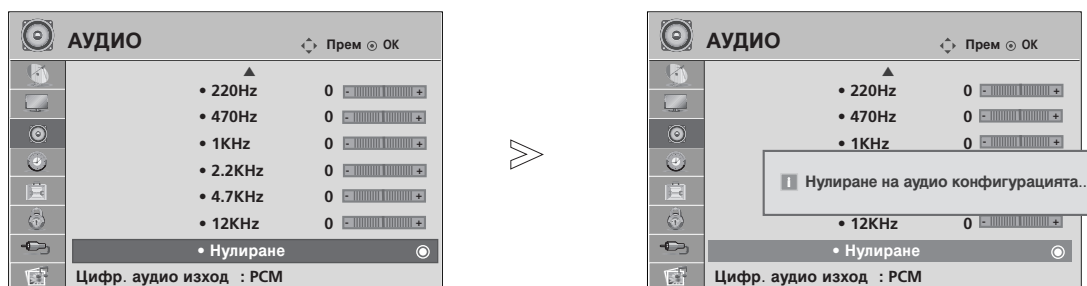 АУДИО
Прем OK
• 220Hz 0 - +
• 470Hz 0 - +
• 1KHz 0 - +
• 2.2KHz 0 - +
• 4.7KHz 0 - +
• 12KHz 0 - +
• Нулиране
Цифр. аудио изход : PCM
АУДИО
Прем OK
• 220Hz 0 - +
• 470Hz 0 - +
• 1KHz 0 - +
Нулиране на аудио конфигурацията..
• 12KHz 0 - +
• Нулиране
Цифр. аудио изход : PCM